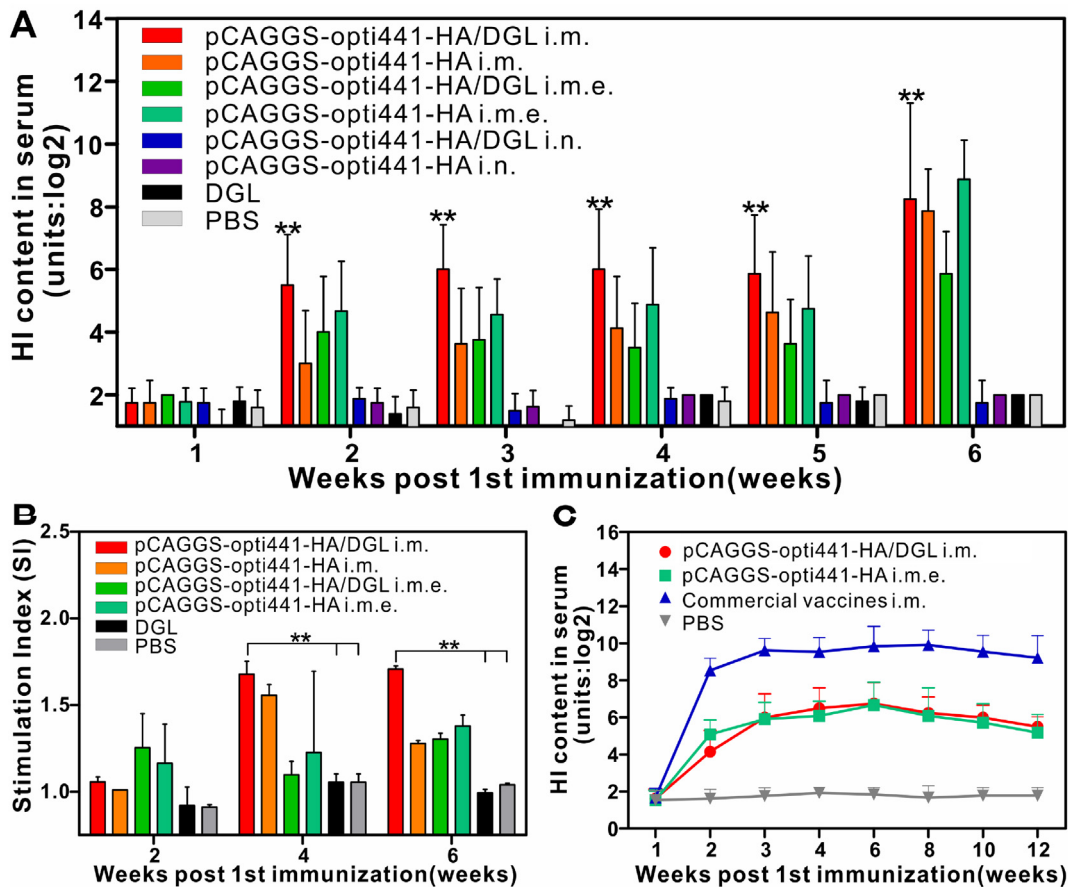 A
HI content in serum
(units:log2)
14
12
10
8
6
4
2
pCAGGS-opti441-HA/DGL i.m.
pCAGGS-opti441-HA i.m.
pCAGGS-opti441-HA/DGL i.m.e.
pCAGGS-opti441-HA i.m.e.
pCAGGS-opti441-HA/DGL i.n.
pCAGGS-opti441-HA i.n.
DGL
PBS
**
**
**
**
**
1 2 3 4 5 6
Weeks post 1st immunization(weeks)
B
Stimulation Index (SI)
2.5
2.0
1.5
1.0
pCAGGS-opti441-HA/DGL i.m.
pCAGGS-opti441-HA i.m.
pCAGGS-opti441-HA/DGL i.m.e.
pCAGGS-opti441-HA i.m.e.
DGL
PBS
**
**
2 4 6
Weeks post 1st immunization(weeks)
C
HI content in serum
(units:log2)
16
14
12
10
8
6
4
2
0
pCAGGS-opti441-HA/DGL i.m.
pCAGGS-opti441-HA i.m.e.
Commercial vaccines i.m.
PBS
1 2 3 4 6 8 10 12
Weeks post 1st immunization(weeks)